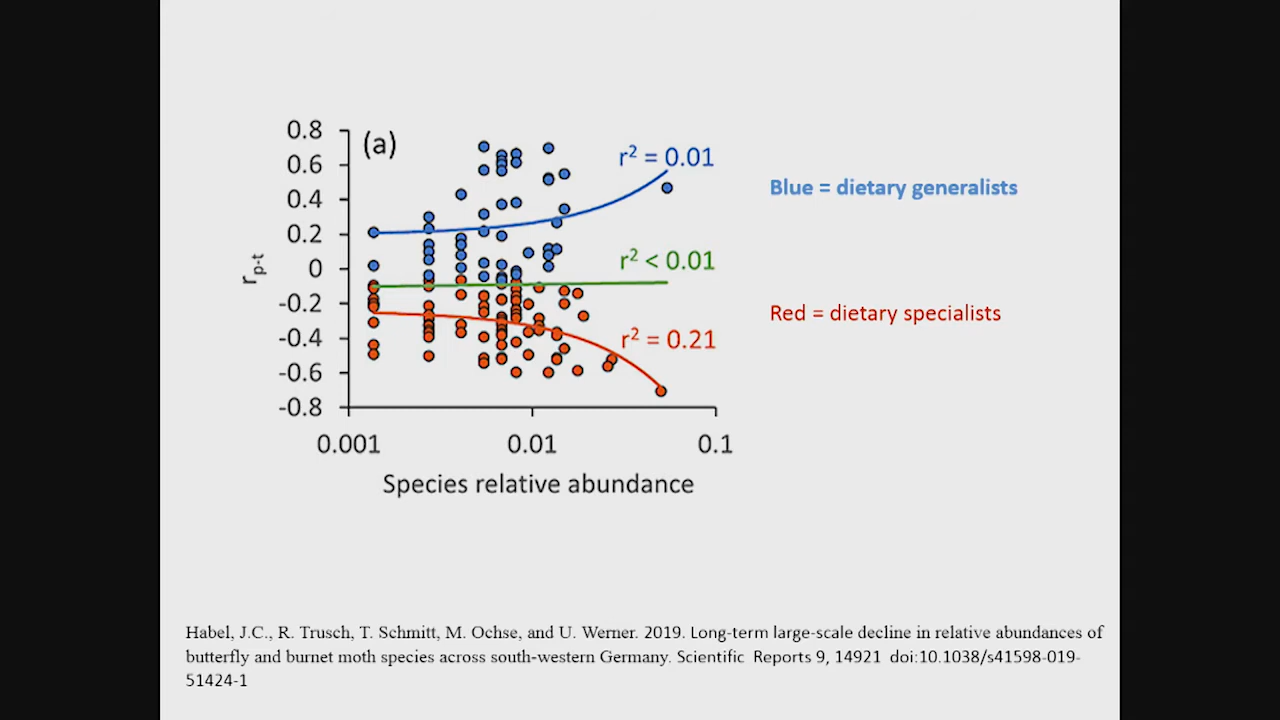 (a)
0.8
0.6
0.4
0.2
0
-0.2
-0.4
-0.6
-0.8
r_p-t
r² = 0.01
r² < 0.01
r² = 0.21
0.001 0.01 0.1
Species relative abundance
Blue = dietary generalists
Red = dietary specialists
Habel, J.C., R. Trusch, T. Schmitt, M. Ochse, and U. Werner. 2019. Long-term large-scale decline in relative abundances of
butterfly and burnet moth species across south-western Germany. Scientific Reports 9, 14921 doi:10.1038/s41598-019-
51424-1